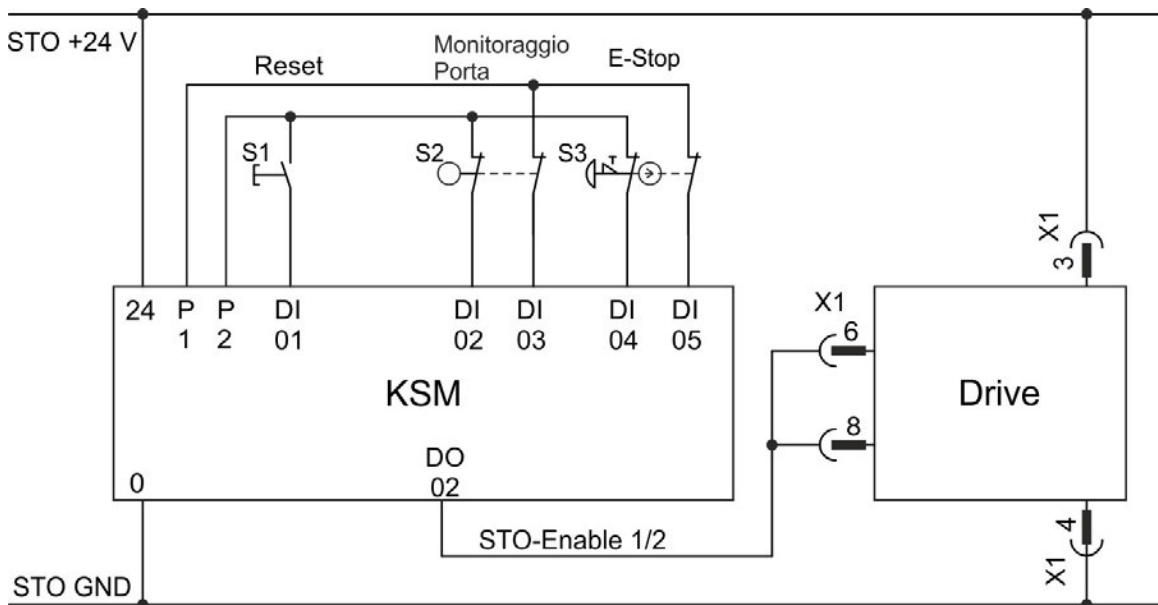 STO +24 V
Reset
Monitoraggio
Porta
E-Stop
S1
S2
S3
X1
3
24 P P DI DI DI DI DI
1 2 01 02 03 04 05
X1
6
KSM
Drive
8
DO
0 02
4
STO-Enable 1/2
X1
STO GND